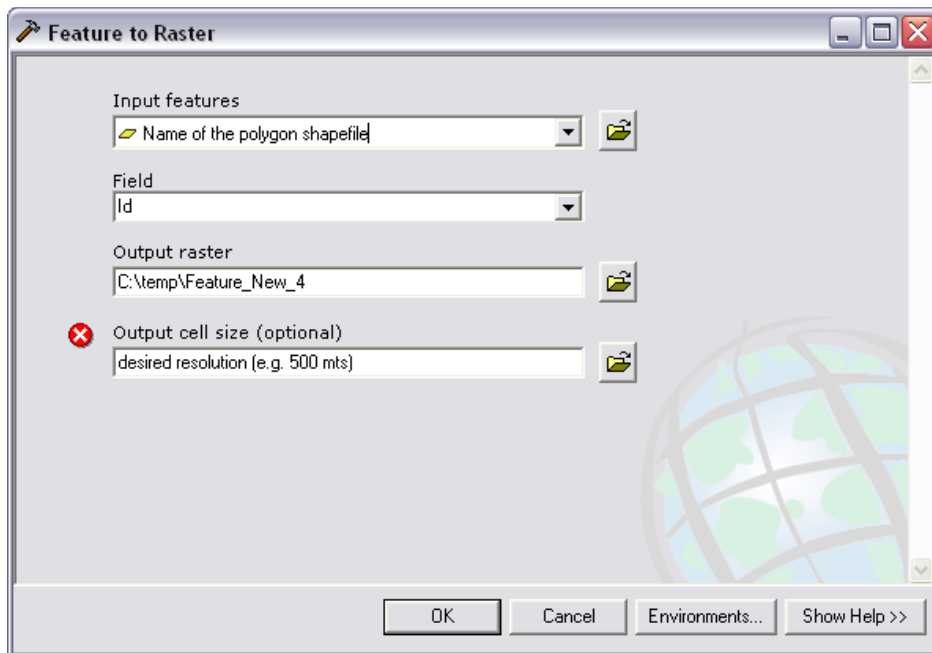 Feature to Raster
Input features
Name of the polygon shapefile
Field
Id
Output raster
C:\temp\Feature_New_4
Output cell size (optional)
desired resolution (e.g. 500 mts)
OK Cancel Environments... Show Help >>